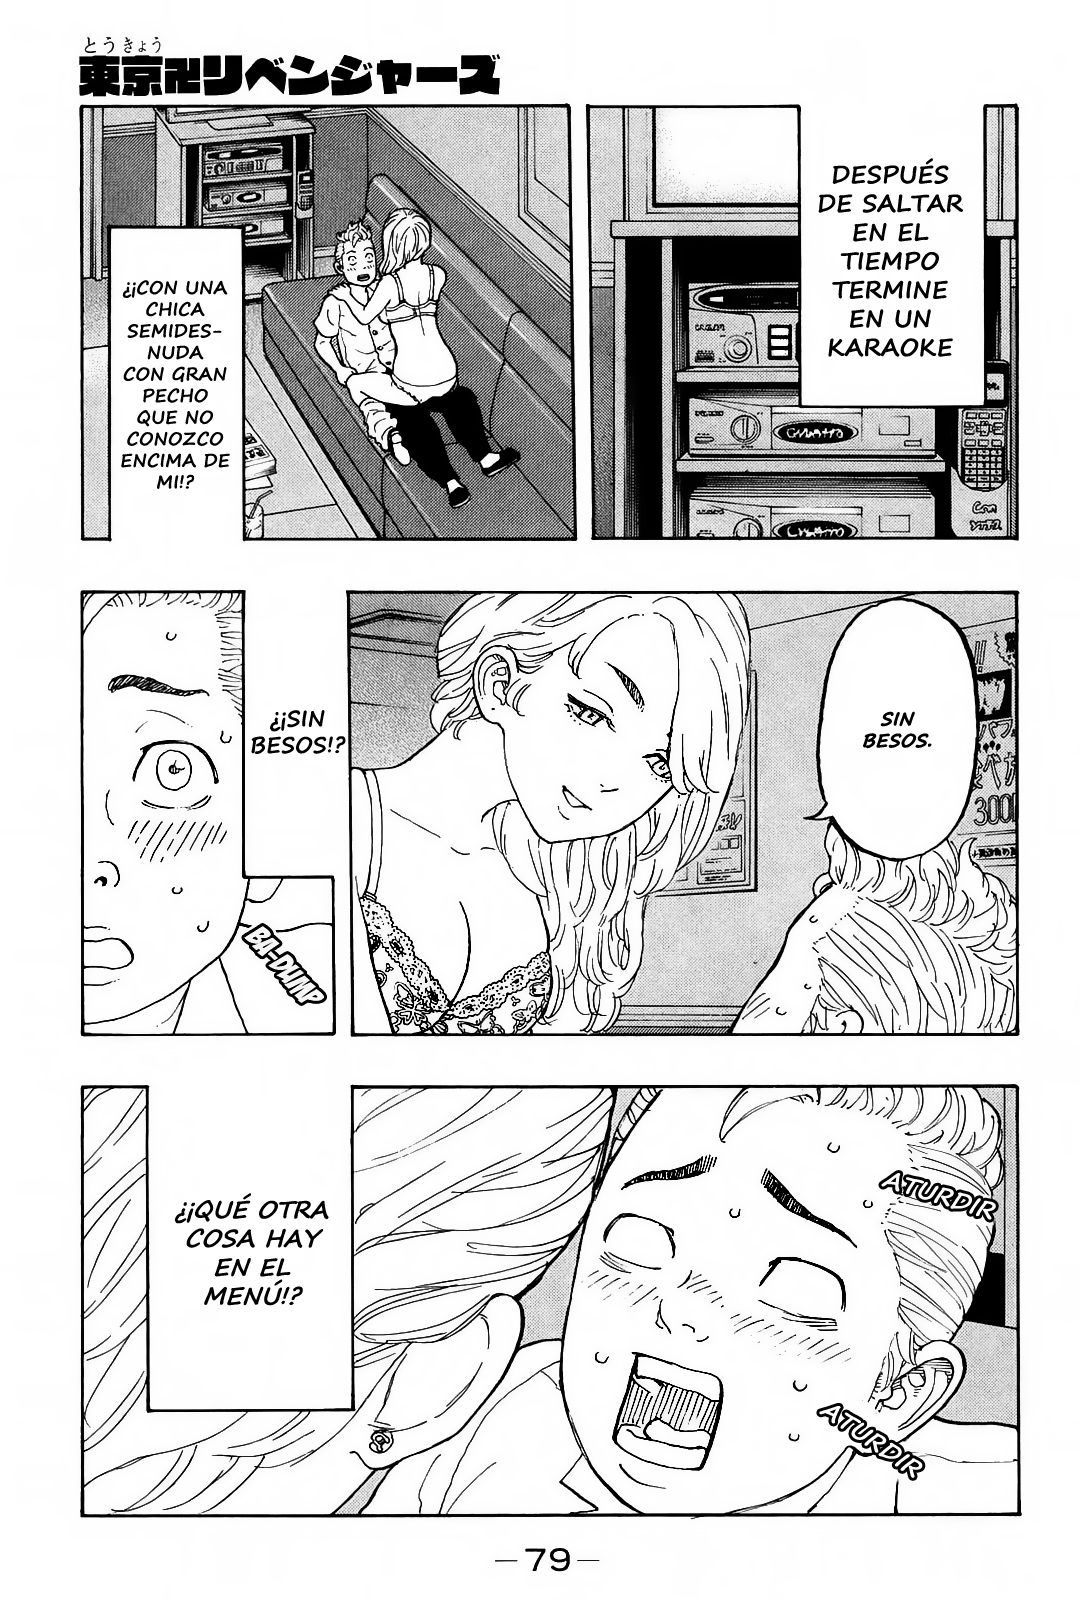 とうきょう
東京卍リベンジャーズ
DESPUÉS
DE SALTAR
EN EL
TIEMPO
TERMINE
EN UN
KARAOKE
¿¡CON UNA
CHICA
SEMIDES-
NUDA
CON GRAN
PECHO
QUE NO
CONOZCO
ENCIMA DE
MI!?
SIN
BESOS.
300
¿¡SIN
BESOS!?
BA-DUMP
ATURDIR
ATURDIR
¿¡QUÉ OTRA
COSA HAY
EN EL
MENÚ!?
—79—